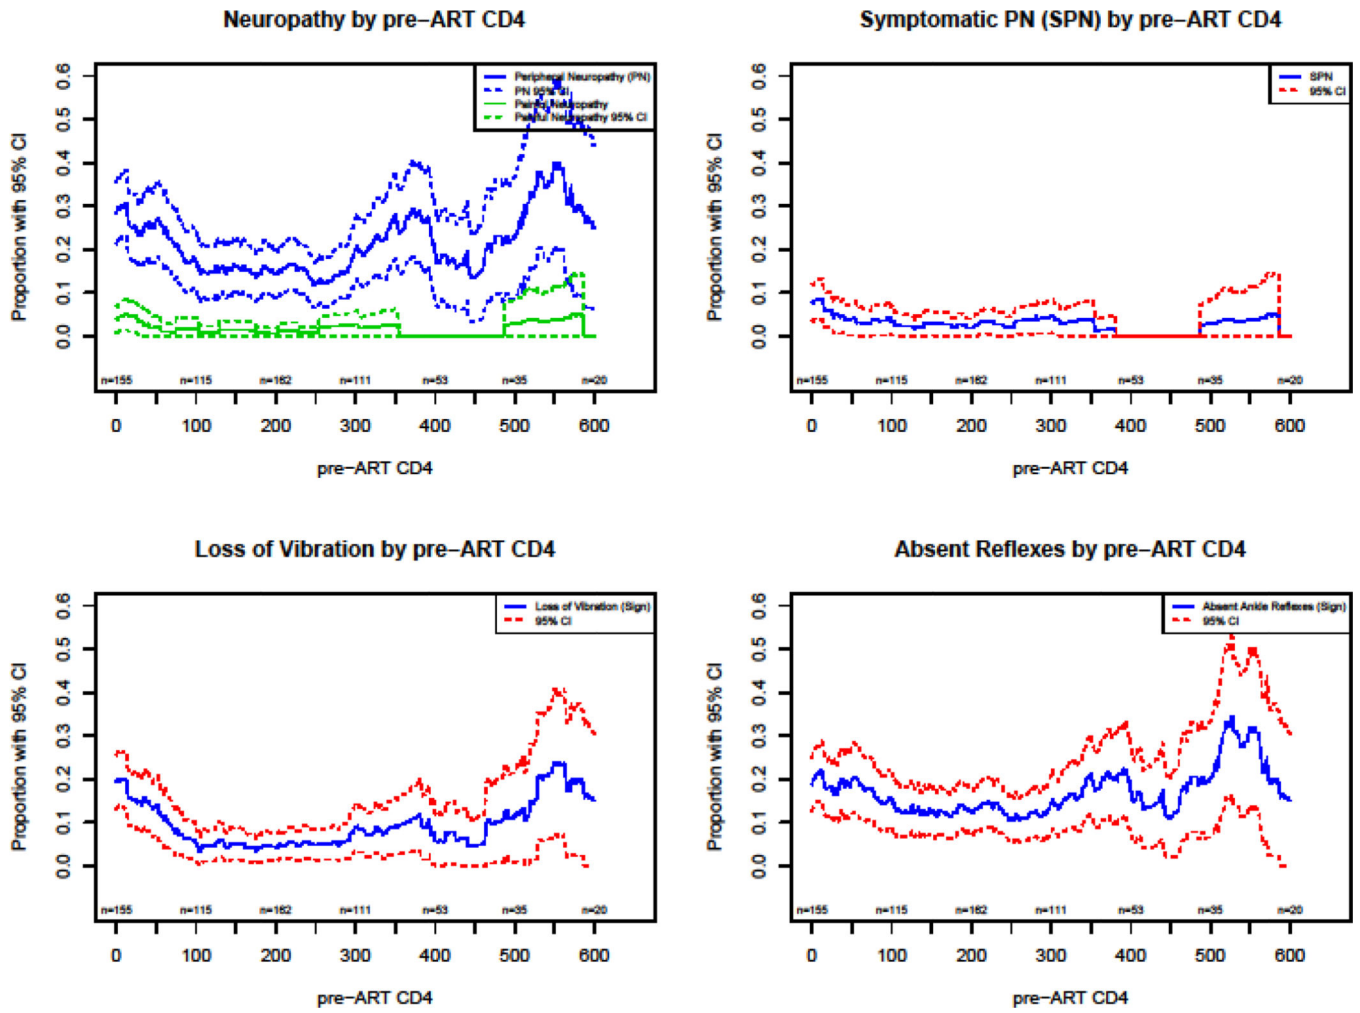 Neuropathy by pre−ART CD4
Proportion with 95% CI
0.6
0.5
0.4
0.3
0.2
0.1
0.0
Peripheral Neuropathy (PN)
PN 95% CI
Painful Neuropathy
Painful Neuropathy 95% CI
n=155 n=115 n=162 n=111 n=53 n=35 n=20
0 100 200 300 400 500 600
pre−ART CD4
Symptomatic PN (SPN) by pre−ART CD4
Proportion with 95% CI
0.6
0.5
0.4
0.3
0.2
0.1
0.0
SPN
95% CI
n=155 n=115 n=162 n=111 n=53 n=35 n=20
0 100 200 300 400 500 600
pre−ART CD4
Loss of Vibration by pre−ART CD4
Proportion with 95% CI
0.6
0.5
0.4
0.3
0.2
0.1
0.0
Loss of Vibration (Sign)
95% CI
n=155 n=115 n=162 n=111 n=53 n=35 n=20
0 100 200 300 400 500 600
pre−ART CD4
Absent Reflexes by pre−ART CD4
Proportion with 95% CI
0.6
0.5
0.4
0.3
0.2
0.1
0.0
Absent Ankle Reflexes (Sign)
95% CI
n=155 n=115 n=162 n=111 n=53 n=35 n=20
0 100 200 300 400 500 600
pre−ART CD4